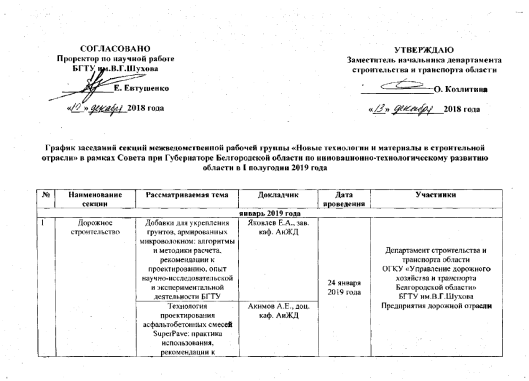 СОГЛАСОВАНО
Проректор по научной работе
БГТУ им.В.Г.Шухова
Е. Евтушенко
декабря 2018 года
УТВЕРЖДАЮ
Заместитель начальника департамента
строительства и транспорта области
О. Козлитина
«13» декабря 2018 года
График заседаний секций межведомственной рабочей группы «Новые технологии и материалы в строительной
отрасли» в рамках Совета при Губернаторе Белгородской области по инновационно-технологическому развитию
области в I полугодии 2019 года
№ Наименование секции Рассматриваемая тема Докладчик Дата проведения Участники
январь 2019 года
1 Дорожное
строительство
Добавки для укрепления
грунтов, армированных
микроволокном: алгоритмы
и методики расчета,
рекомендации к
проектированию, опыт
научно-исследовательской
и экспериментальной
деятельности БГТУ
Яковлев Е.А., зав.
каф. АиЖД
Технология
проектирования
асфальтобетонных смесей
SuperPave: практика
использования,
рекомендации к
Акимов А.Е., доц.
каф. АиЖД
24 января
2019 года
Департамент строительства и
транспорта области
ОГКУ «Управление дорожного
хозяйства и транспорта
Белгородской области»
БГТУ им.В.Г.Шухова
Предприятия дорожной отрасли